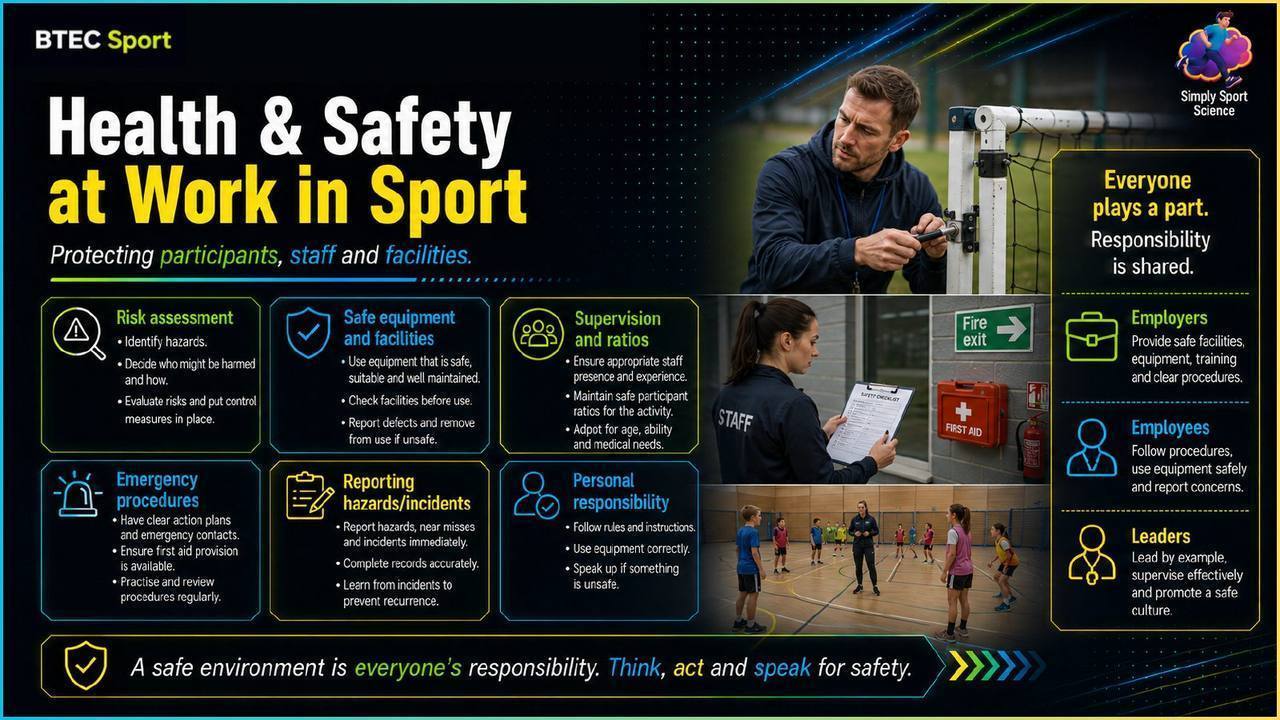 BTEC Sport
Simply Sport
Science
Health & Safety
at Work in Sport
Protecting participants, staff and facilities.
Risk assessment
• Identify hazards.
• Decide who might be harmed
and how.
• Evaluate risks and put control
measures in place.
Safe equipment
and facilities
• Use equipment that is safe,
suitable and well maintained.
• Check facilities before use.
• Report defects and remove
from use if unsafe.
Supervision
and ratios
• Ensure appropriate staff
presence and experience.
• Maintain safe participant
ratios for the activity.
• Adpot for age, ability
and medical needs.
Emergency
procedures
• Have clear action plans
and emergency contacts.
• Ensure first aid provision
is available.
• Practise and review
procedures regularly.
Reporting
hazards/incidents
• Report hazards, near misses
and incidents immediately.
• Complete records accurately.
• Learn from incidents to
prevent recurrence.
Personal
responsibility
• Follow rules and instructions.
• Use equipment correctly.
• Speak up if something
is unsafe.
STAFF
SAFETY CHECKLIST
Fire
exit
FIRST AID
Everyone
plays a part.
Responsibility
is shared.
Employers
Provide safe facilities,
equipment, training
and clear procedures.
Employees
Follow procedures,
use equipment safely
and report concerns.
Leaders
Lead by example,
supervise effectively
and promote a safe
culture.
A safe environment is everyone's responsibility. Think, act and speak for safety.